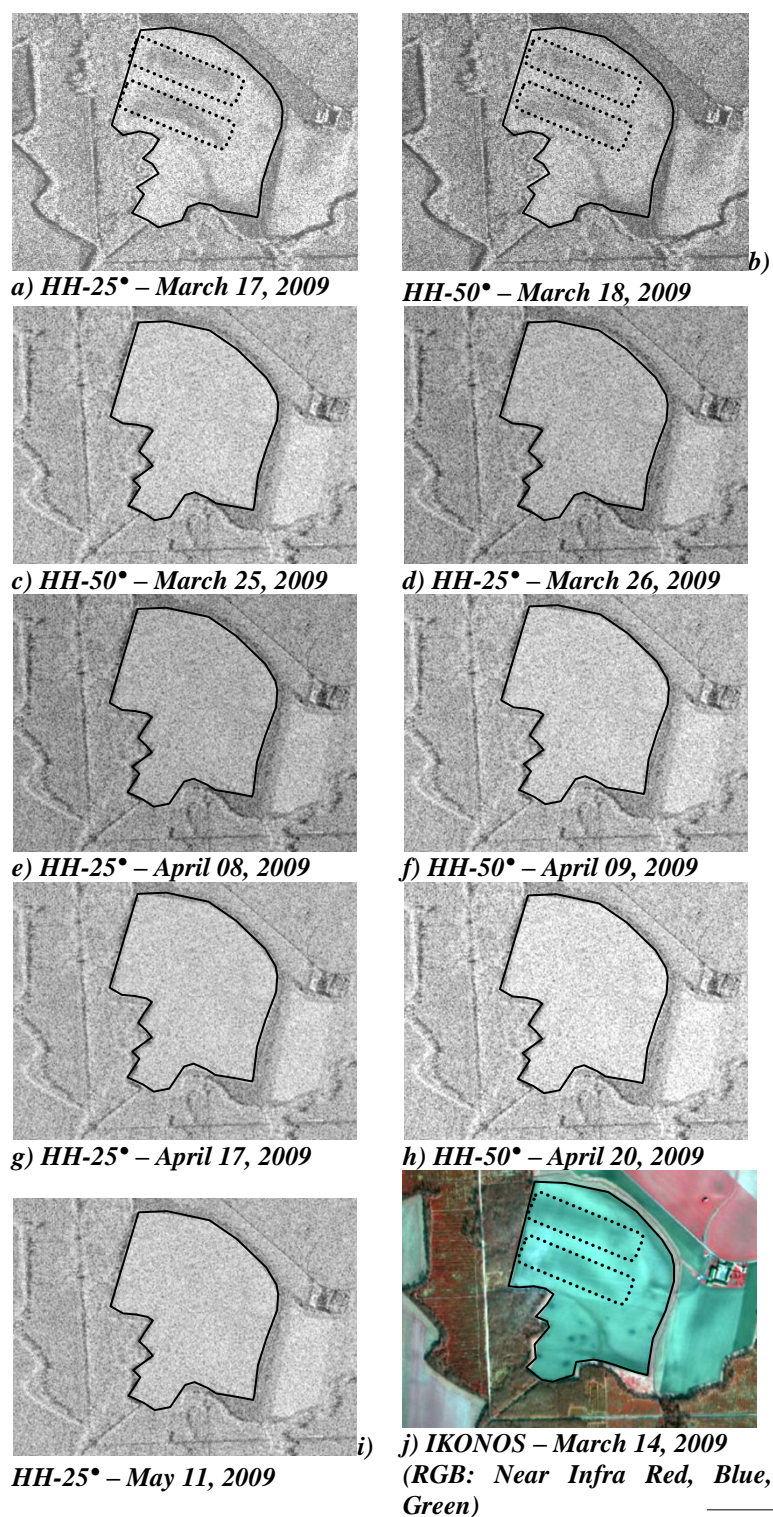 a) HH-25• – March 17, 2009
b)
HH-50• – March 18, 2009
c) HH-50• – March 25, 2009
d) HH-25• – March 26, 2009
e) HH-25• – April 08, 2009
f) HH-50• – April 09, 2009
g) HH-25• – April 17, 2009
h) HH-50• – April 20, 2009
i)
HH-25• – May 11, 2009
j) IKONOS – March 14, 2009
(RGB: Near Infra Red, Blue,
Green)